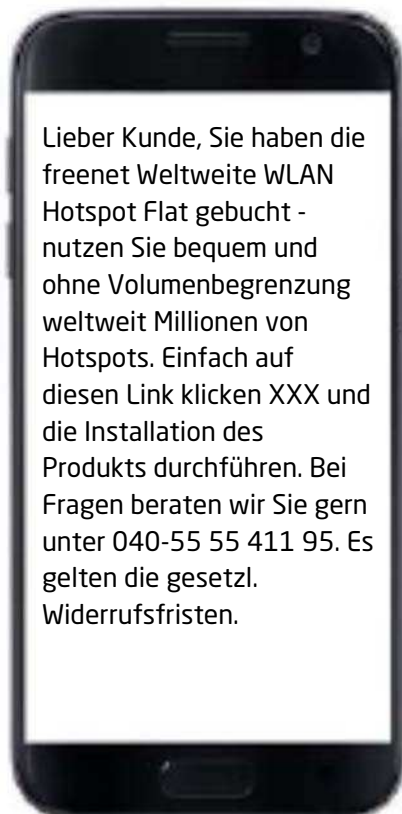 Lieber Kunde, Sie haben die
freenet Weltweite WLAN
Hotspot Flat gebucht -
nutzen Sie bequem und
ohne Volumenbegrenzung
weltweit Millionen von
Hotspots. Einfach auf
diesen Link klicken XXX und
die Installation des
Produkts durchführen. Bei
Fragen beraten wir Sie gern
unter 040-55 55 411 95. Es
gelten die gesetzl.
Widerrufsfristen.